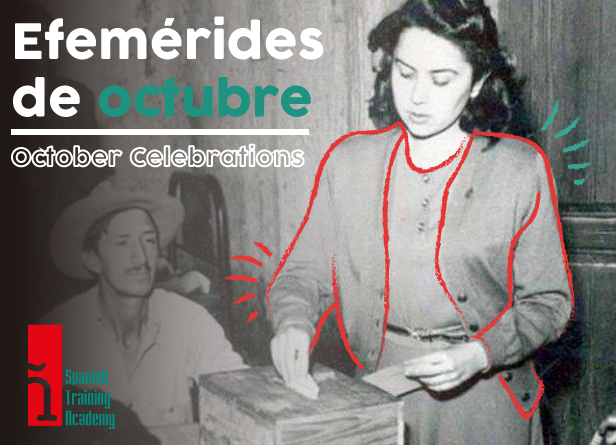 Efemérides
de octubre
October Celebrations
ñ
Spanish
Training
Academy